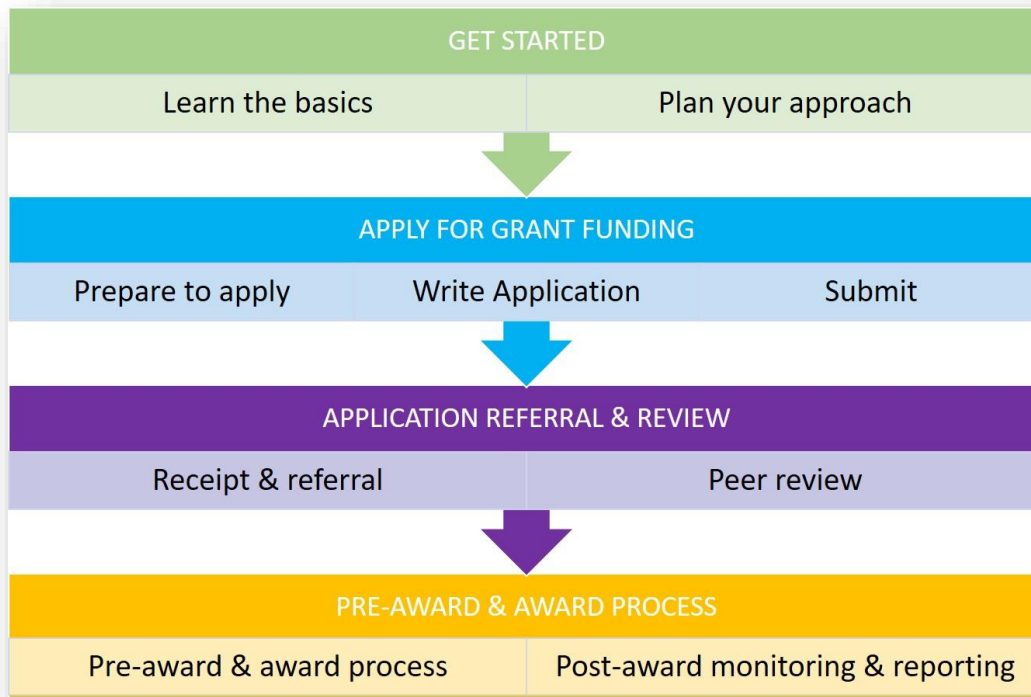 GET STARTED
Learn the basics
Plan your approach
APPLY FOR GRANT FUNDING
Prepare to apply
Write Application
Submit
APPLICATION REFERRAL & REVIEW
Receipt & referral
Peer review
PRE-AWARD & AWARD PROCESS
Pre-award & award process
Post-award monitoring & reporting